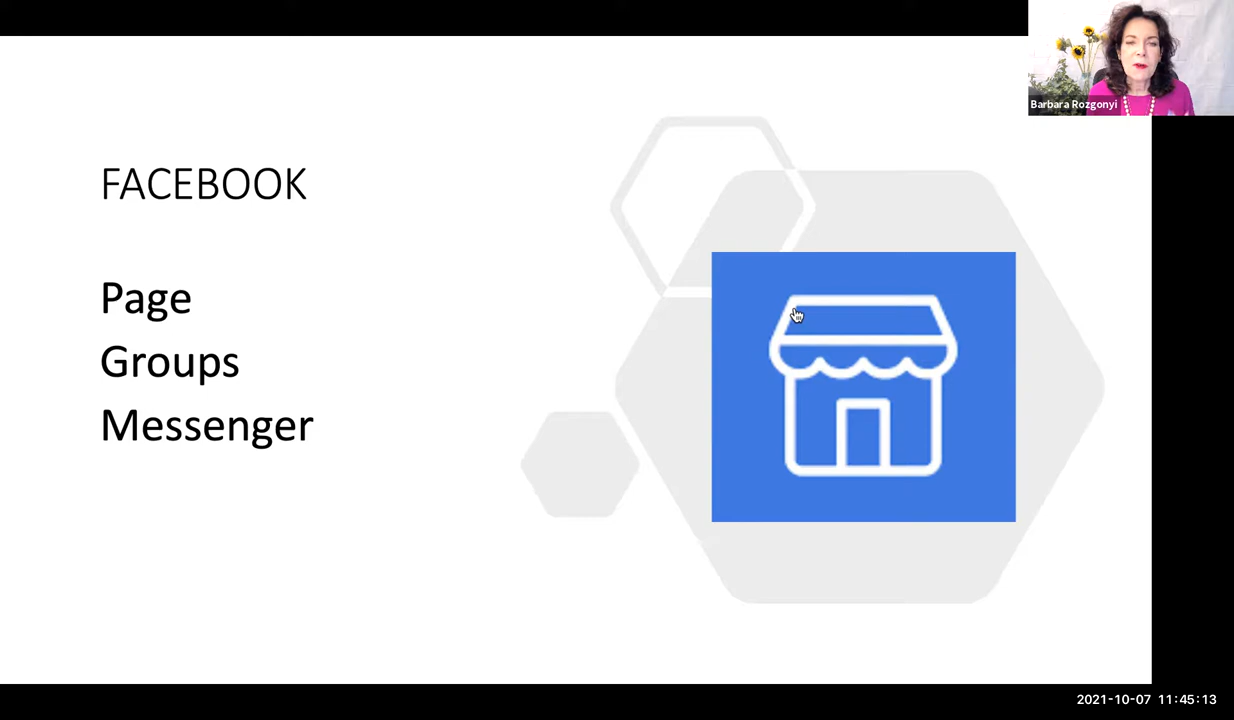 Barbara Rozgonyi
FACEBOOK
Page
Groups
Messenger
2021-10-07 11:45:13